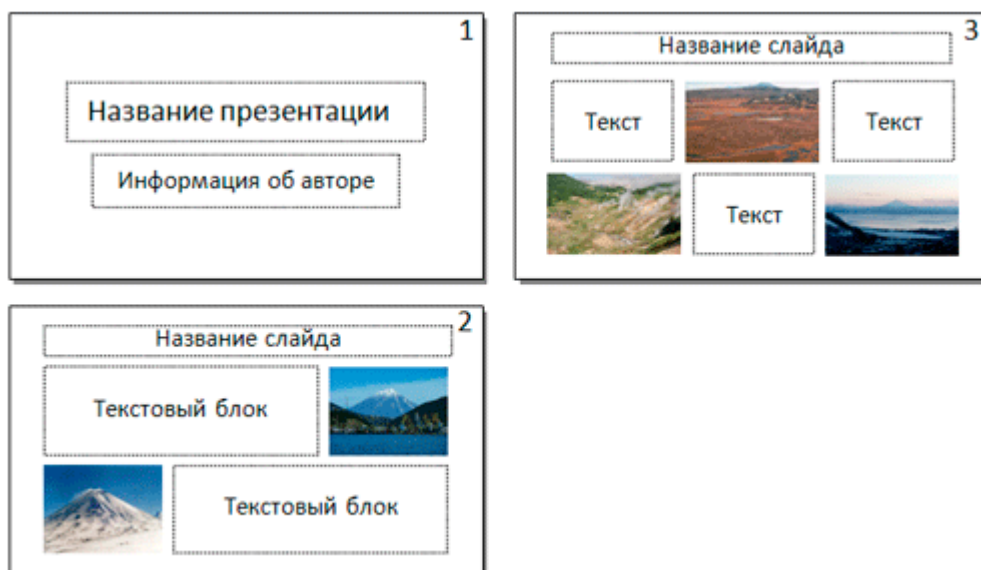 1
Название презентации
Информация об авторе
2
Название слайда
Текстовый блок
Текстовый блок
3
Название слайда
Текст
Текст
Текст